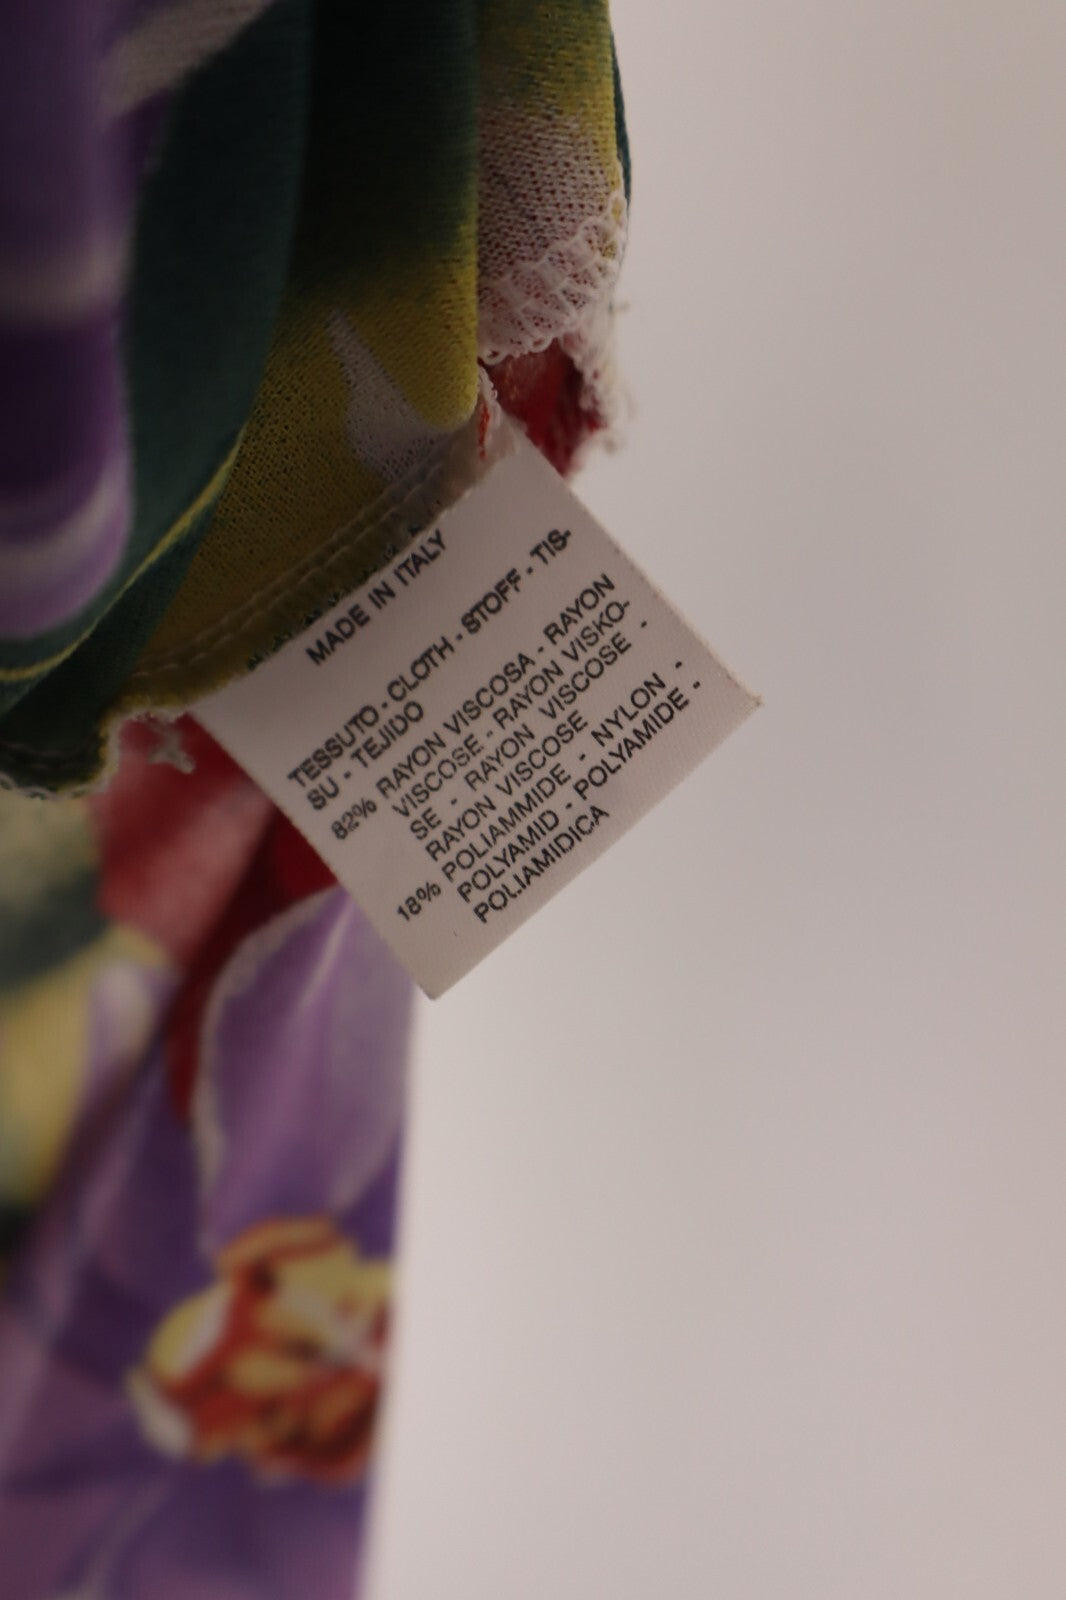 MADE IN ITALY
TESSUTO - CLOTH - STOFF - TIS-
SU - TEJIDO
82% RAYON VISCOSA - RAYON
VISCOSE - RAYON VISKO-
SE - RAYON VISCOSE -
RAYON VISCOSE
18% POLIAMMIDE - NYLON -
POLYAMID - POLYAMIDE -
POLIAMIDICA